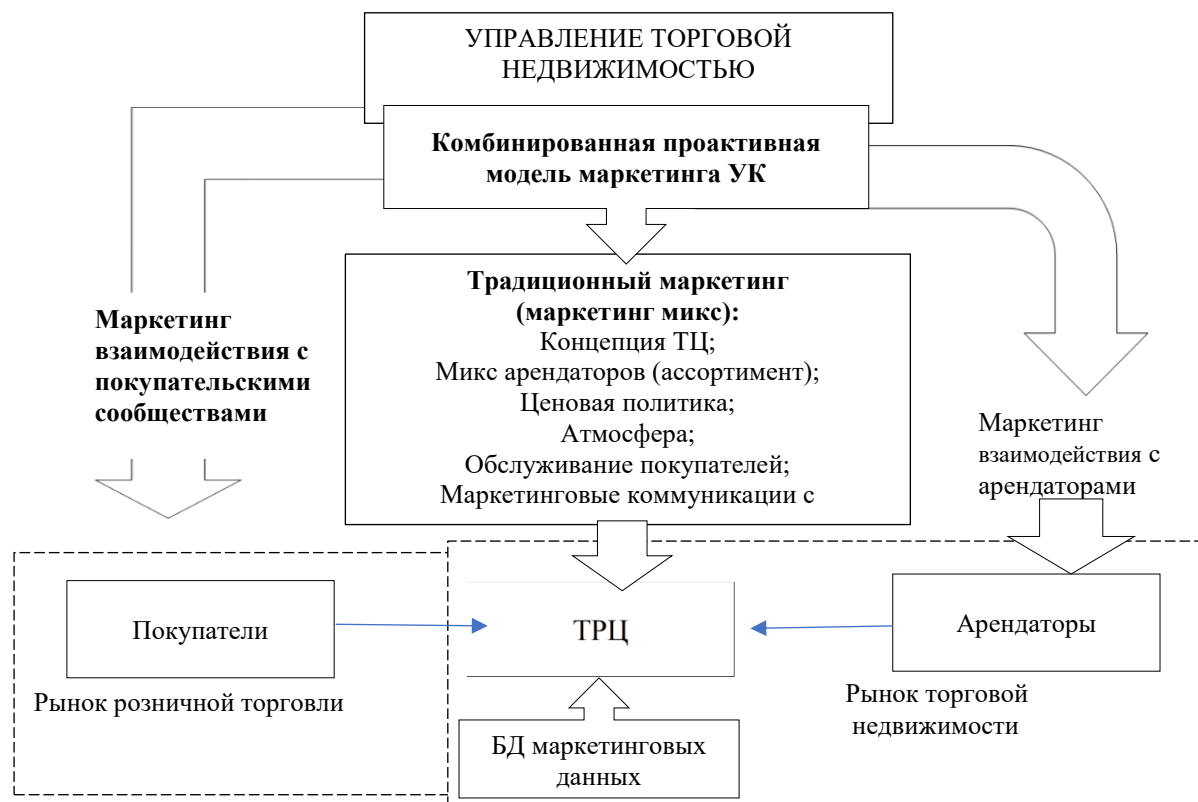 УПРАВЛЕНИЕ ТОРГОВОЙ
НЕДВИЖИМОСТЬЮ
Комбинированная проактивная
модель маркетинга УК
Традиционный маркетинг
(маркетинг микс):
Концепция ТЦ;
Микс арендаторов (ассортимент);
Ценовая политика;
Атмосфера;
Обслуживание покупателей;
Маркетинговые коммуникации с
Маркетинг
взаимодействия с
покупательскими
сообществами
Маркетинг
взаимодействия с
арендаторами
Покупатели
ТРЦ
Арендаторы
Рынок розничной торговли
Рынок торговой
недвижимости
БД маркетинговых
данных